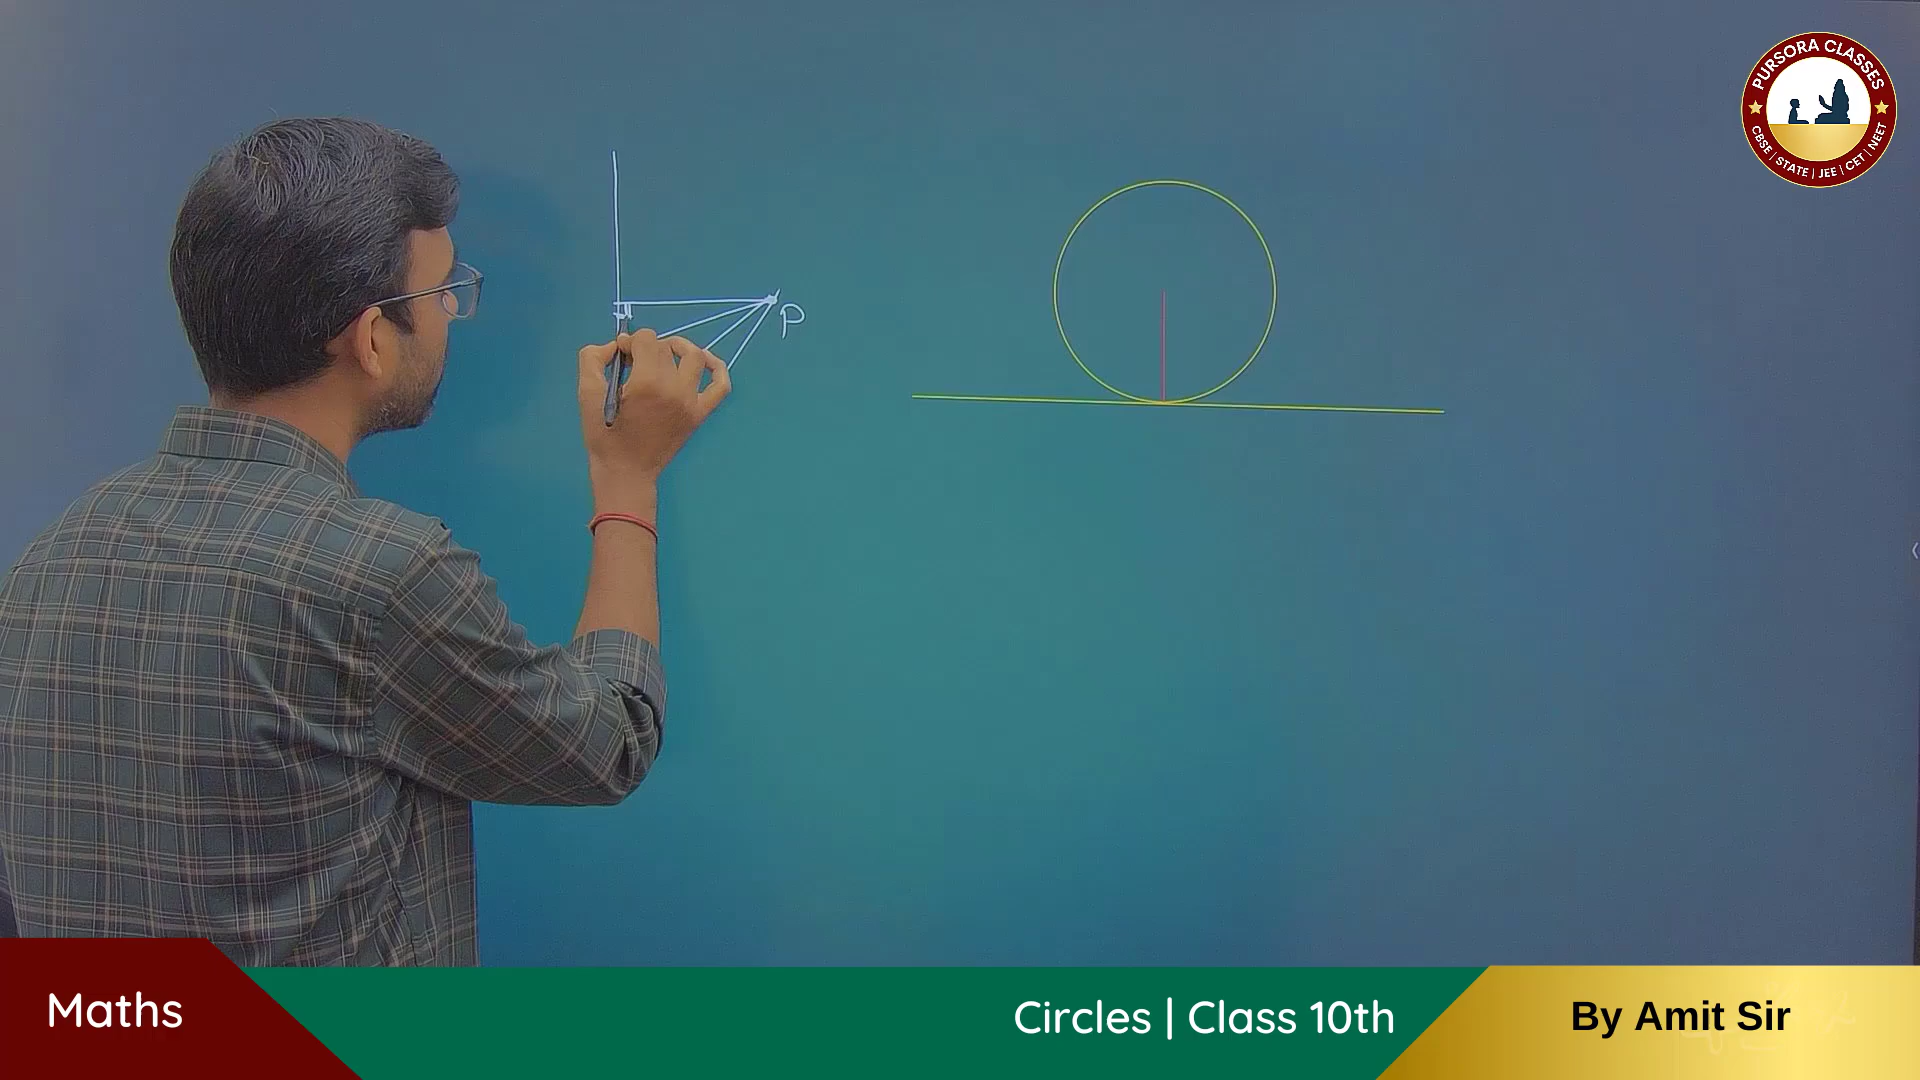 PURSORA CLASSES
CBSE | STATE | JEE | CET | NEET
P
Maths
Circles | Class 10th
By Amit Sir